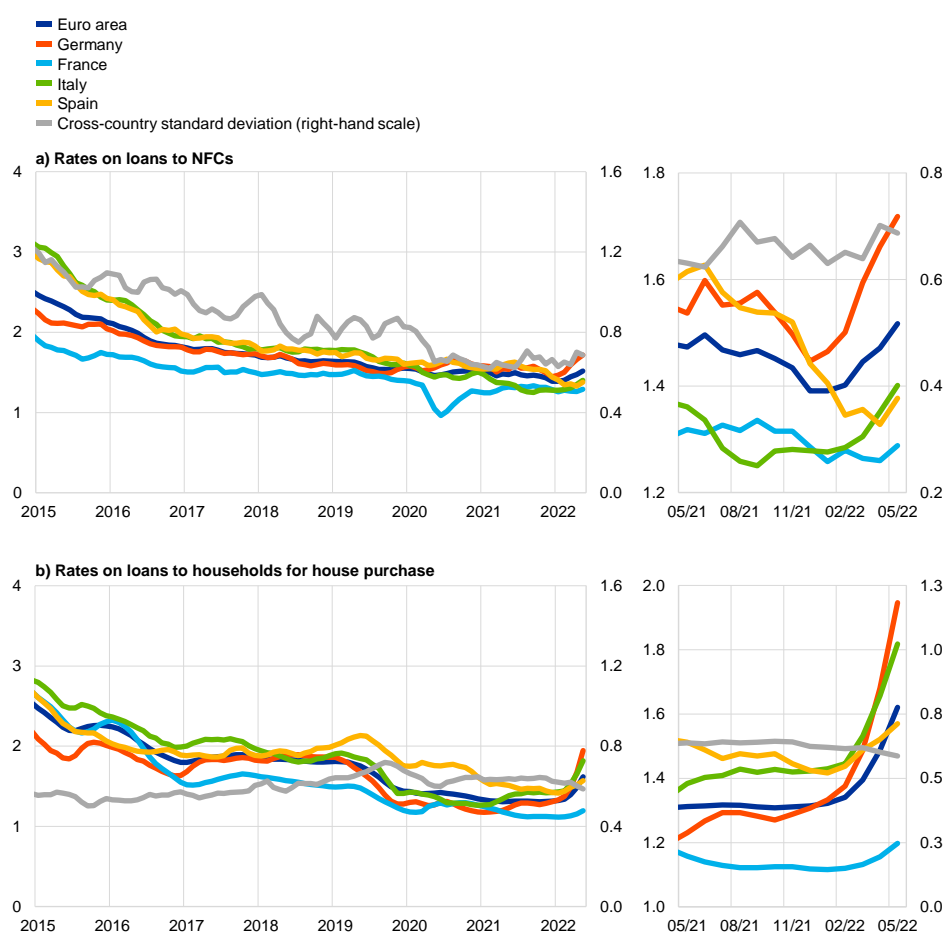 Euro area
Germany
France
Italy
Spain
Cross-country standard deviation (right-hand scale)
a) Rates on loans to NFCs
4 1.6 1.8 0.8
3 1.2
1.6 0.6
2 0.8
1.4 0.4
1 0.4
0 0.0 1.2 0.2
2015 2016 2017 2018 2019 2020 2021 2022 05/21 08/21 11/21 02/22 05/22
b) Rates on loans to households for house purchase
4 1.6 2.0 1.3
1.8 1.0
3 1.2
1.6 0.8
2 0.8
1.4 0.5
1 0.4
1.2 0.3
0 0.0 1.0 0.0
2015 2016 2017 2018 2019 2020 2021 2022 05/21 08/21 11/21 02/22 05/22